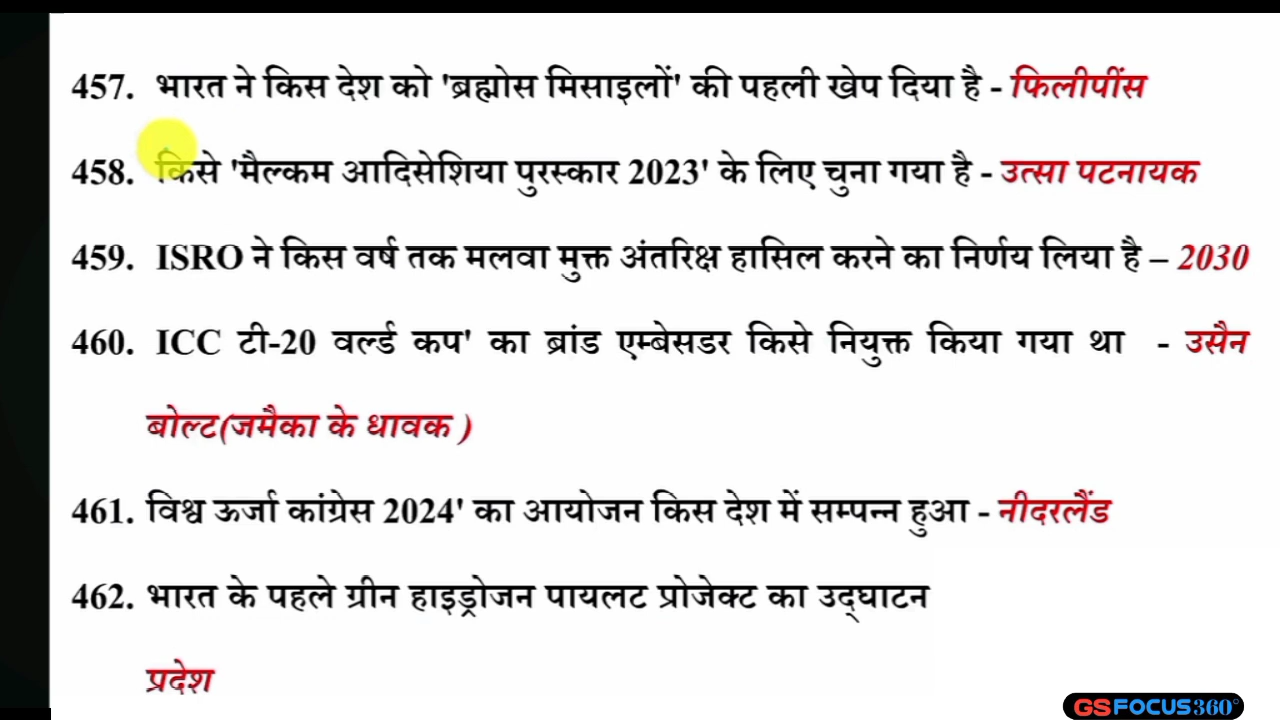 457. भारत ने किस देश को 'ब्रह्मोस मिसाइलों' की पहली खेप दिया है - फिलीपींस
458. किसे 'मैल्कम आदिसेशिया पुरस्कार 2023' के लिए चुना गया है - उत्सा पटनायक
459. ISRO ने किस वर्ष तक मलवा मुक्त अंतरिक्ष हासिल करने का निर्णय लिया है – 2030
460. ICC टी-20 वर्ल्ड कप' का ब्रांड एम्बेसडर किसे नियुक्त किया गया था - उसैन
बोल्ट(जमैका के धावक )
461. विश्व ऊर्जा कांग्रेस 2024' का आयोजन किस देश में सम्पन्न हुआ - नीदरलैंड
462. भारत के पहले ग्रीन हाइड्रोजन पायलट प्रोजेक्ट का उद्घाटन
प्रदेश
GSFOCUS360°